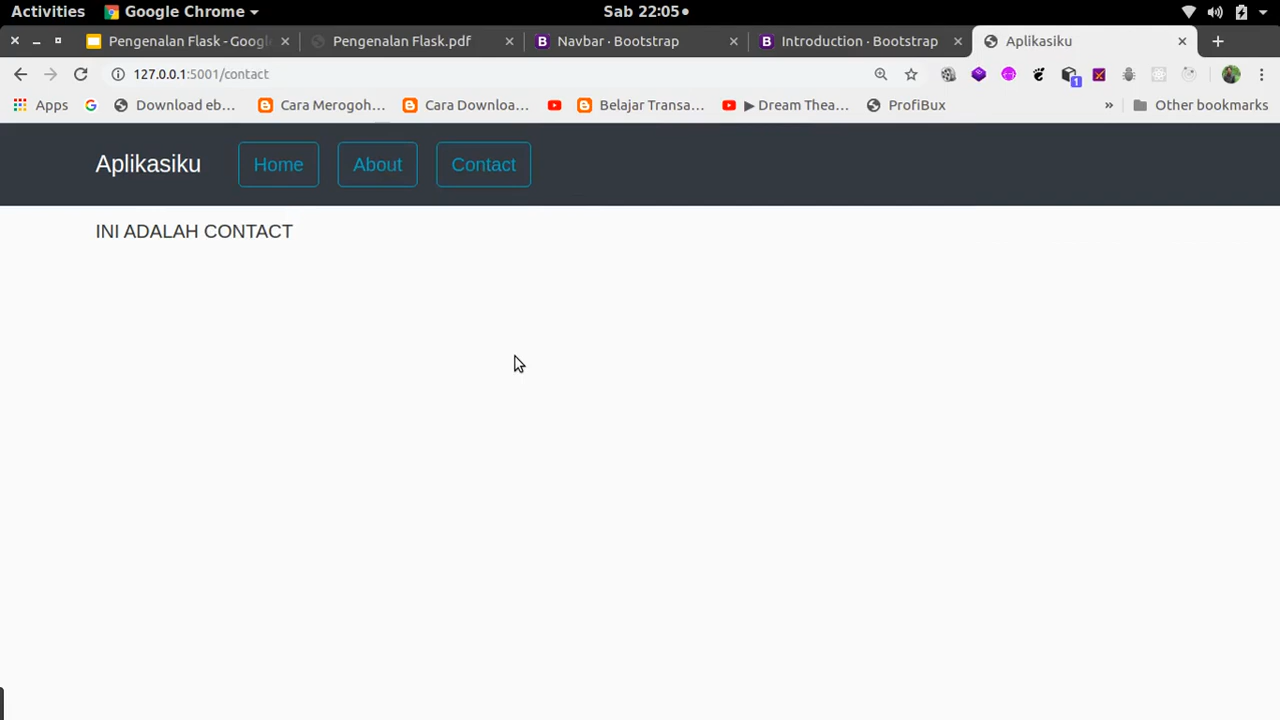 Activities Google Chrome Sab 22:05
Pengenalan Flask - Googl Pengenalan Flask.pdf Navbar · Bootstrap Introduction · Bootstrap Aplikasiku
127.0.0.1:5001/contact
Apps Download eb… Cara Merogoh… Cara Downloa… Belajar Transa… ▶ Dream Thea… ProfiBux » Other bookmarks
Aplikasiku Home About Contact
INI ADALAH CONTACT